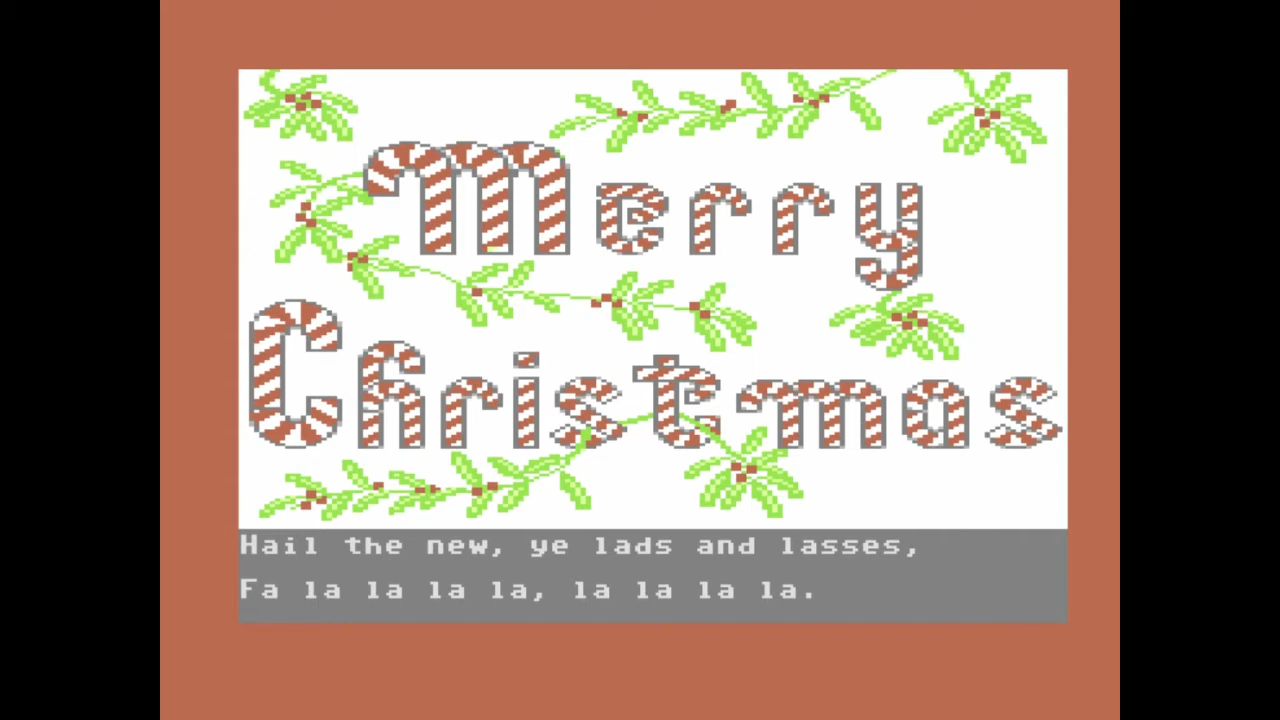 Merry
Christmas
Hail the new, ye lads and lasses,
Fa la la la la, la la la la.